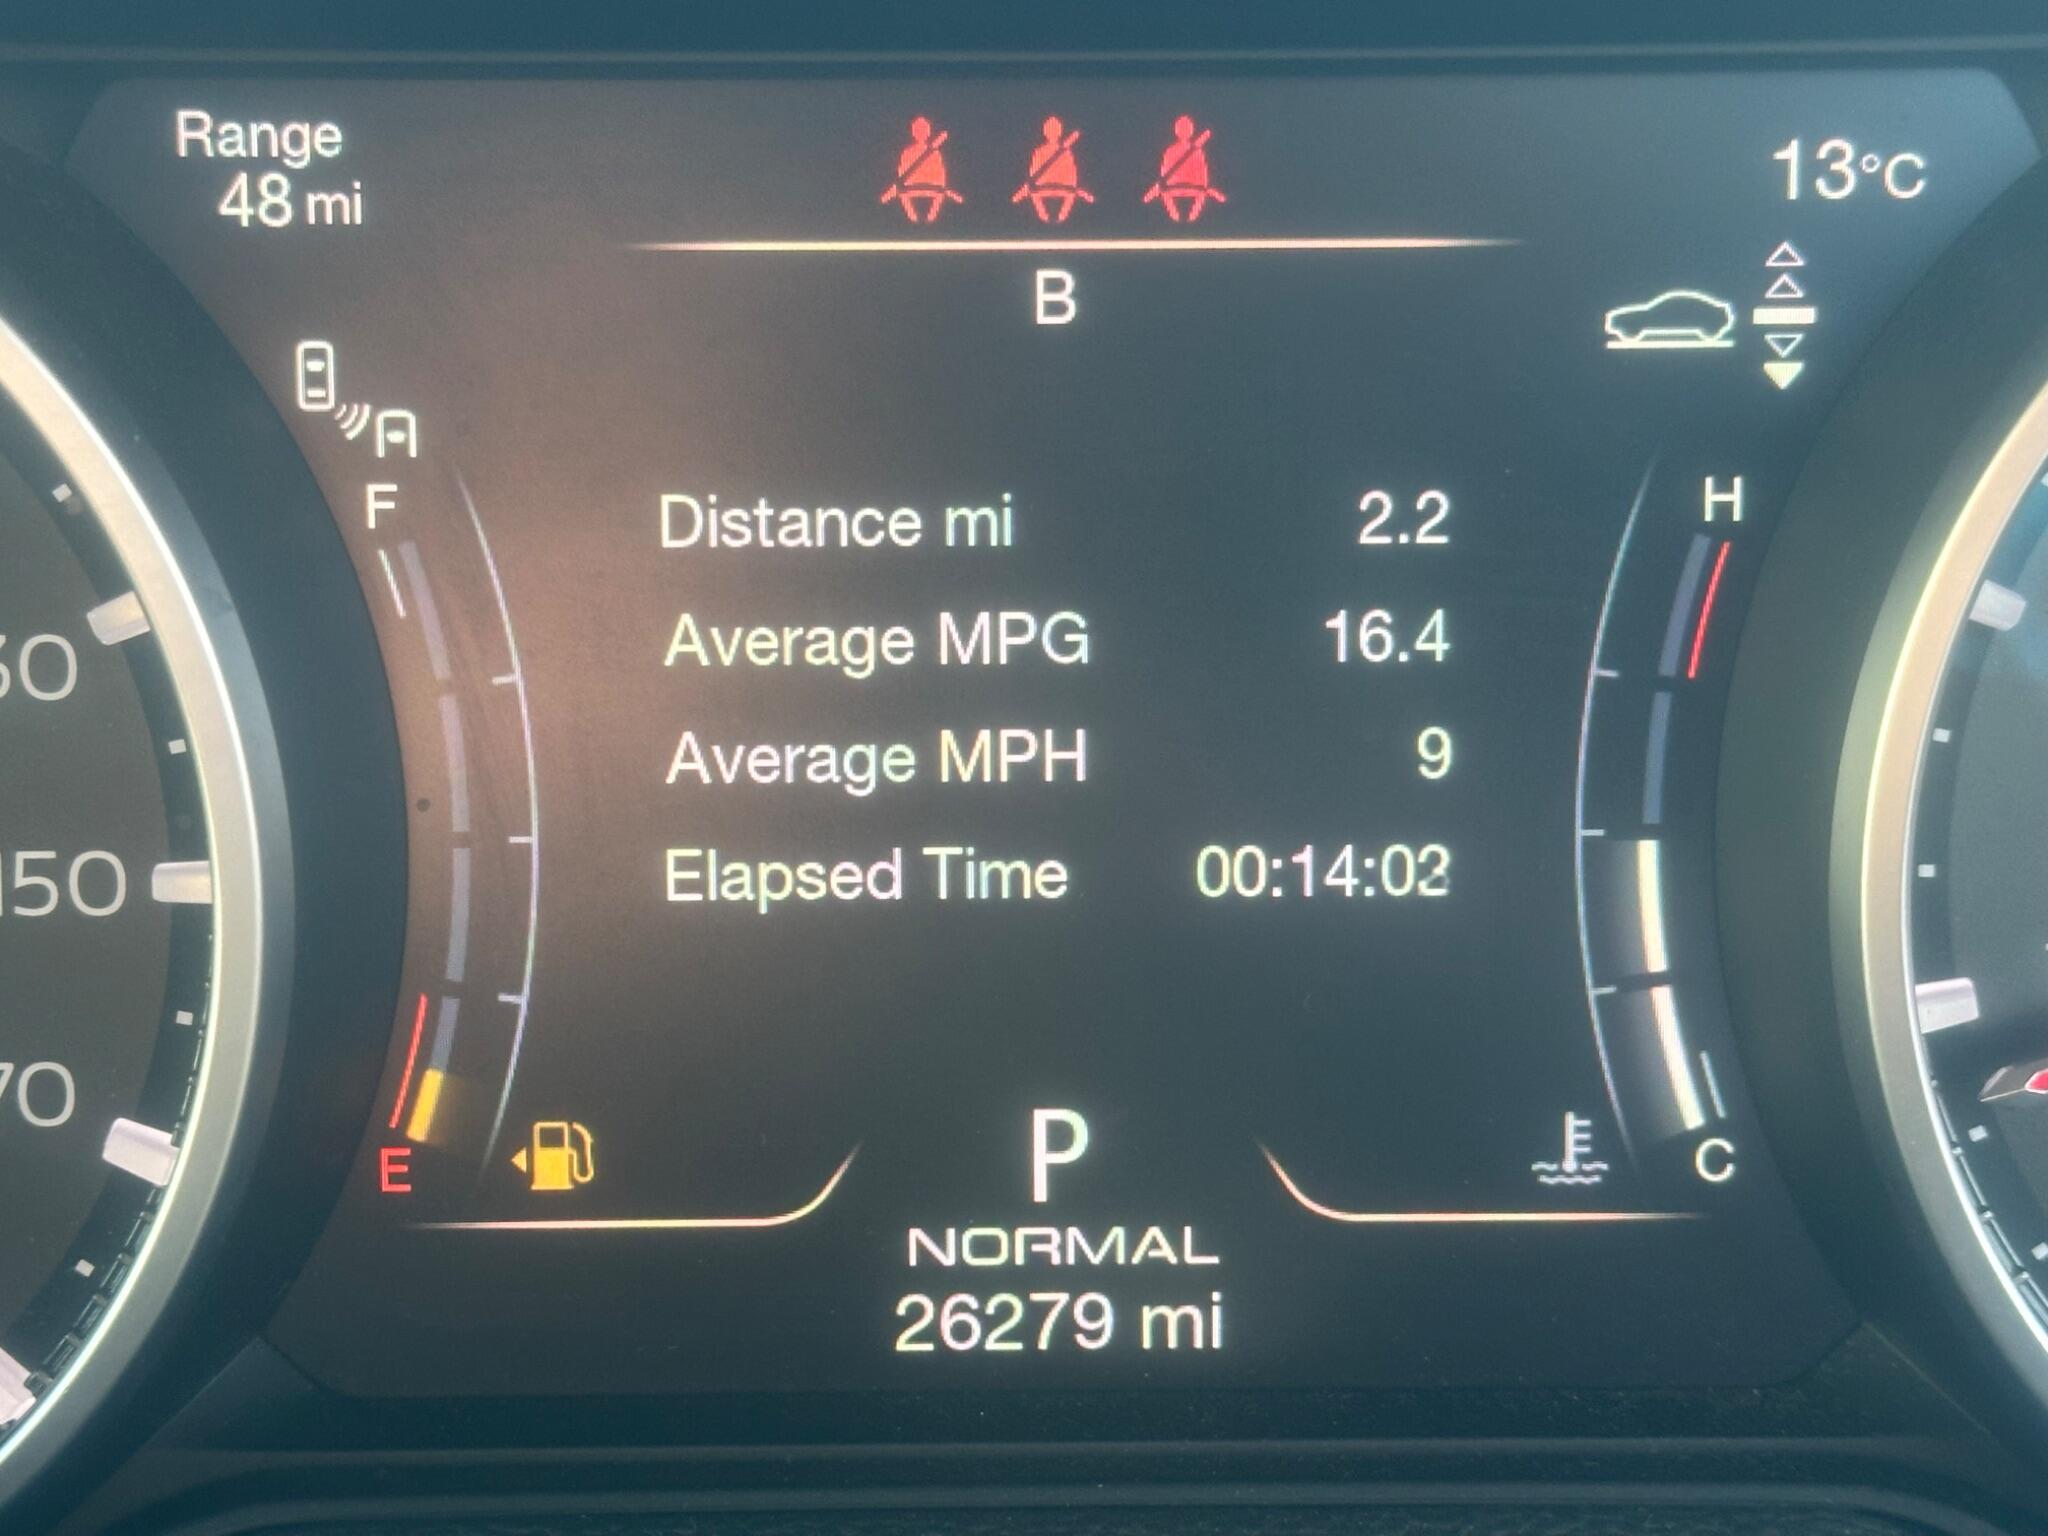 Range
48 mi
13°C
B
F
H
Distance mi 2.2
Average MPG 16.4
Average MPH 9
Elapsed Time 00:14:02
150
E
C
P
NORMAL
26279 mi